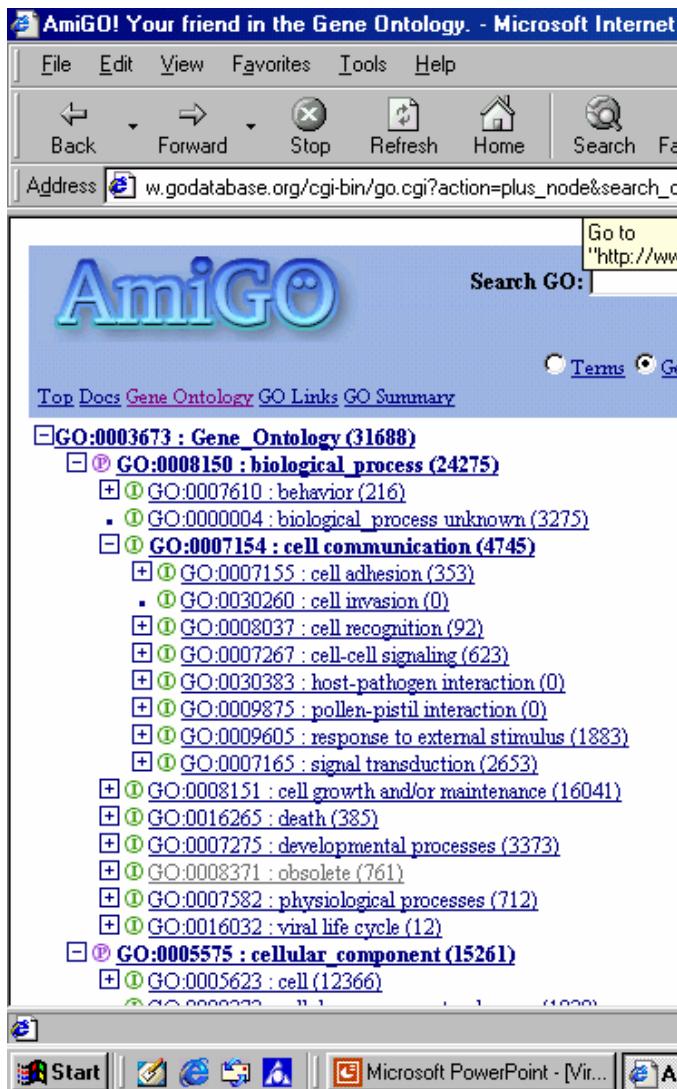 AmiGO! Your friend in the Gene Ontology. - Microsoft Internet
File Edit View Favorites Tools Help
Back Forward Stop Refresh Home Search Fa
Address w.godatabase.org/cgi-bin/go.cgi?action=plus_node&search_c
Go to
"http://ww
AmiGO
Search GO:
Terms Ge
Top Docs Gene Ontology GO Links GO Summary
GO:0003673 : Gene_Ontology (31688)
GO:0008150 : biological_process (24275)
GO:0007610 : behavior (216)
GO:0000004 : biological_process unknown (3275)
GO:0007154 : cell communication (4745)
GO:0007155 : cell adhesion (353)
GO:0030260 : cell invasion (0)
GO:0008037 : cell recognition (92)
GO:0007267 : cell-cell signaling (623)
GO:0030383 : host-pathogen interaction (0)
GO:0009875 : pollen-pistil interaction (0)
GO:0009605 : response to external stimulus (1883)
GO:0007165 : signal transduction (2653)
GO:0008151 : cell growth and/or maintenance (16041)
GO:0016265 : death (385)
GO:0007275 : developmental processes (3373)
GO:0008371 : obsolete (761)
GO:0007582 : physiological processes (712)
GO:0016032 : viral life cycle (12)
GO:0005575 : cellular_component (15261)
GO:0005623 : cell (12366)
Start Microsoft PowerPoint - [Vir... A